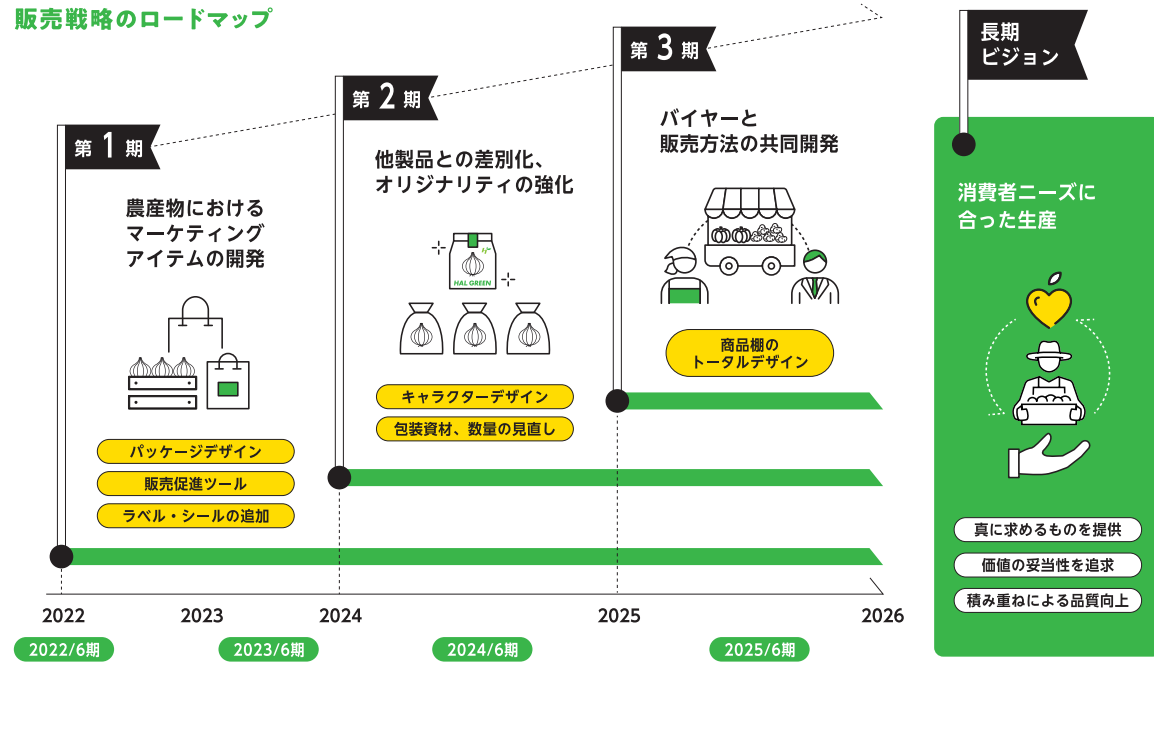 販売戦略のロードマップ
第1期
農産物における
マーケティング
アイテムの開発
パッケージデザイン
販売促進ツール
ラベル・シールの追加
第2期
他製品との差別化、
オリジナリティの強化
HAL GREEN
キャラクターデザイン
包装資材、数量の見直し
第3期
バイヤーと
販売方法の共同開発
商品棚の
トータルデザイン
長期
ビジョン
消費者ニーズに
合った生産
真に求めるものを提供
価値の妥当性を追求
積み重ねによる品質向上
2022
2023
2024
2025
2026
2022/6期
2023/6期
2024/6期
2025/6期